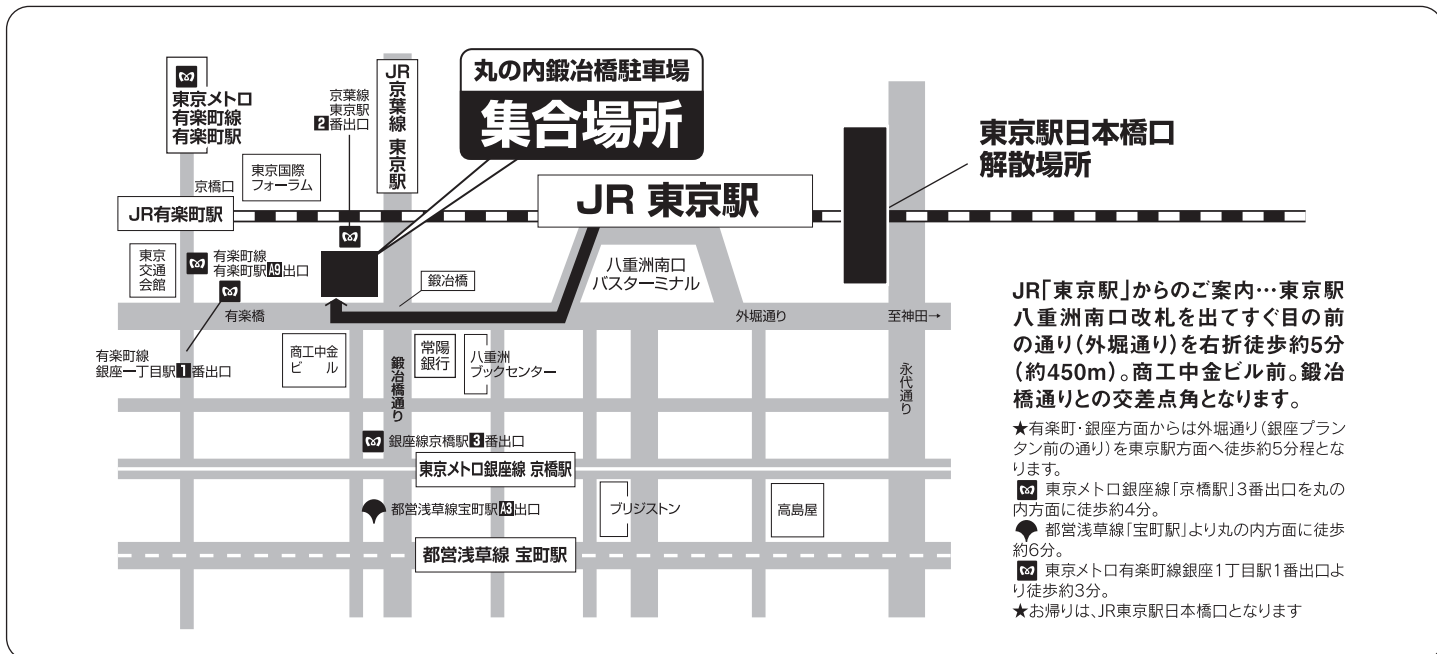 東京メトロ
有楽町線
有楽町駅
京葉線
東京駅
2番出口
JR京葉線 東京駅
丸の内鍛冶橋駐車場
集合場所
東京駅日本橋口
解散場所
東京国際
フォーラム
京橋口
JR有楽町駅
JR 東京駅
東京
交通
会館
有楽町線
有楽町駅A9出口
鍛冶橋
八重洲南口
バスターミナル
有楽橋
外堀通り
至神田→
有楽町線
銀座一丁目駅1番出口
商工中金
ビル
鍛冶橋通り
常陽
銀行
八重洲
ブックセンター
永代通り
銀座線京橋駅3番出口
東京メトロ銀座線 京橋駅
都営浅草線宝町駅A3出口
ブリジストン
高島屋
都営浅草線 宝町駅
JR「東京駅」からのご案内…東京駅
八重洲南口改札を出てすぐ目の前
の通り(外堀通り)を右折徒歩約5分
(約450m)。商工中金ビル前。鍛冶
橋通りとの交差点角となります。
★有楽町・銀座方面からは外堀通り(銀座プラン
タン前の通り)を東京駅方面へ徒歩約5分程とな
ります。
東京メトロ銀座線「京橋駅」3番出口を丸の
内方面に徒歩約4分。
都営浅草線「宝町駅」より丸の内方面に徒歩
約6分。
東京メトロ有楽町線銀座1丁目駅1番出口よ
り徒歩約3分。
★お帰りは、JR東京駅日本橋口となります